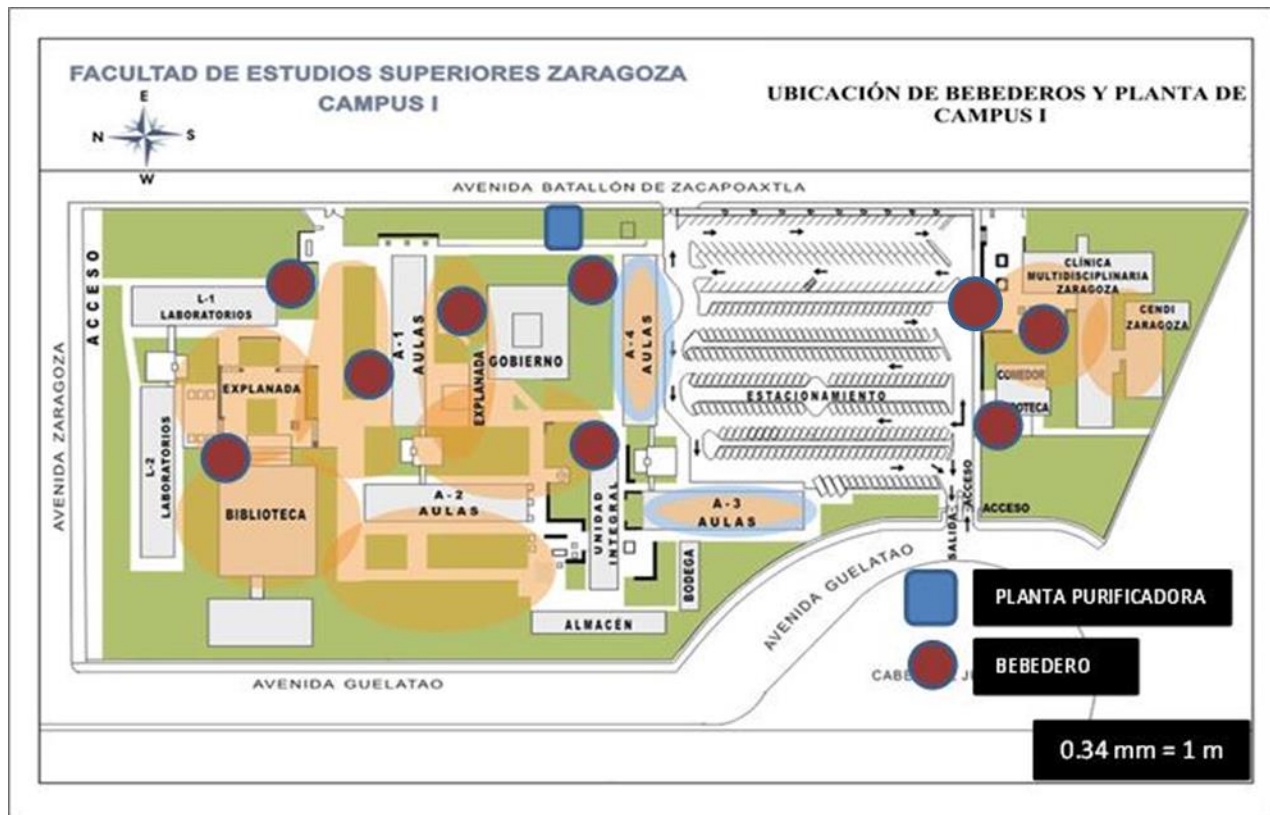 FACULTAD DE ESTUDIOS SUPERIORES ZARAGOZA
CAMPUS I
UBICACIÓN DE BEBEDEROS Y PLANTA DE
CAMPUS I
E
N
S
W
AVENIDA BATALLÓN DE ZACAPOAXTLA
ACCESO
AVENIDA ZARAGOZA
L-1
LABORATORIOS
L-2
LABORATORIOS
EXPLANADA
BIBLIOTECA
A-1
AULAS
EXPLANADA
GOBIERNO
A-4
AULAS
A-2
AULAS
UNIDAD
INTEGRAL
A-3
AULAS
BODEGA
ALMACÉN
ESTACIONAMIENTO
CLÍNICA
MULTIDISCIPLINARIA
ZARAGOZA
CENDI
ZARAGOZA
COMEDOR
SALIDA
ACCESO
ACCESO
AVENIDA GUELATAO
AVENIDA GUELATAO
PLANTA PURIFICADORA
BEBEDERO
0.34 mm = 1 m